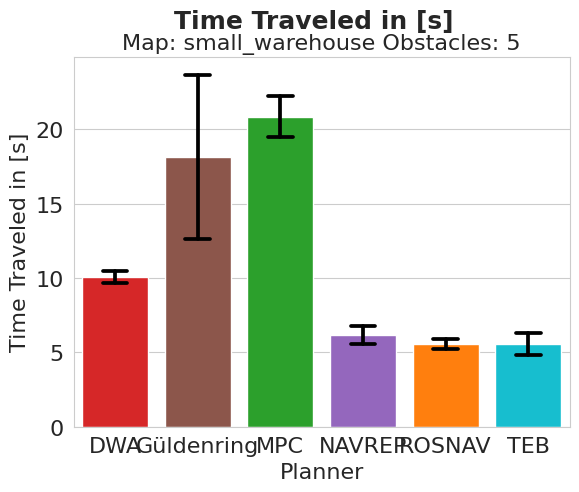 Time Traveled in [s]
Map: small_warehouse Obstacles: 5
Time Traveled in [s]
20
15
10
5
0
DWA Güldenring MPC NAVREP ROSNAV TEB
Planner